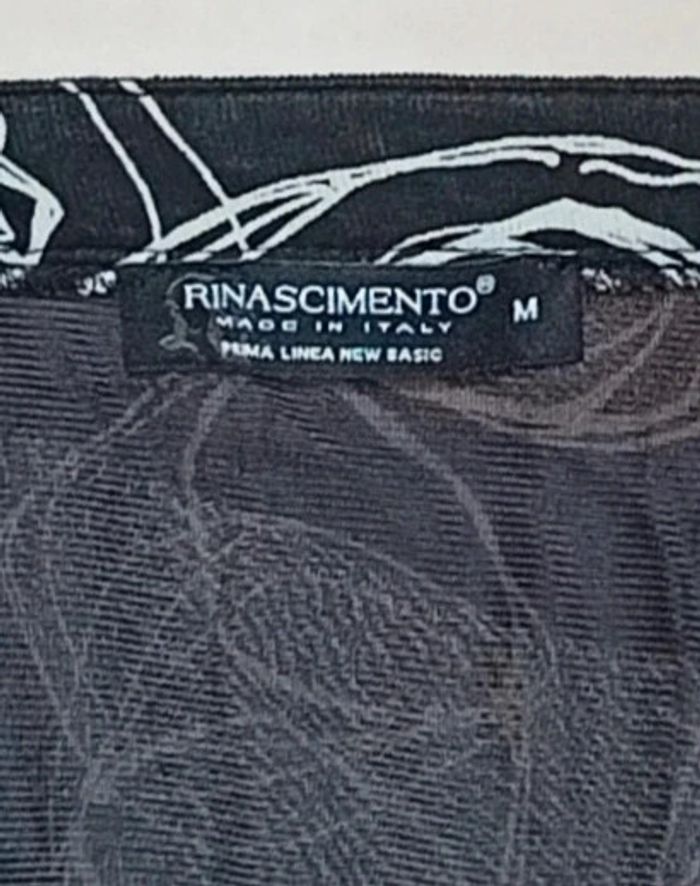 RINASCIMENTO® M
MADE IN ITALY
PRIMA LINEA NEW BASIC